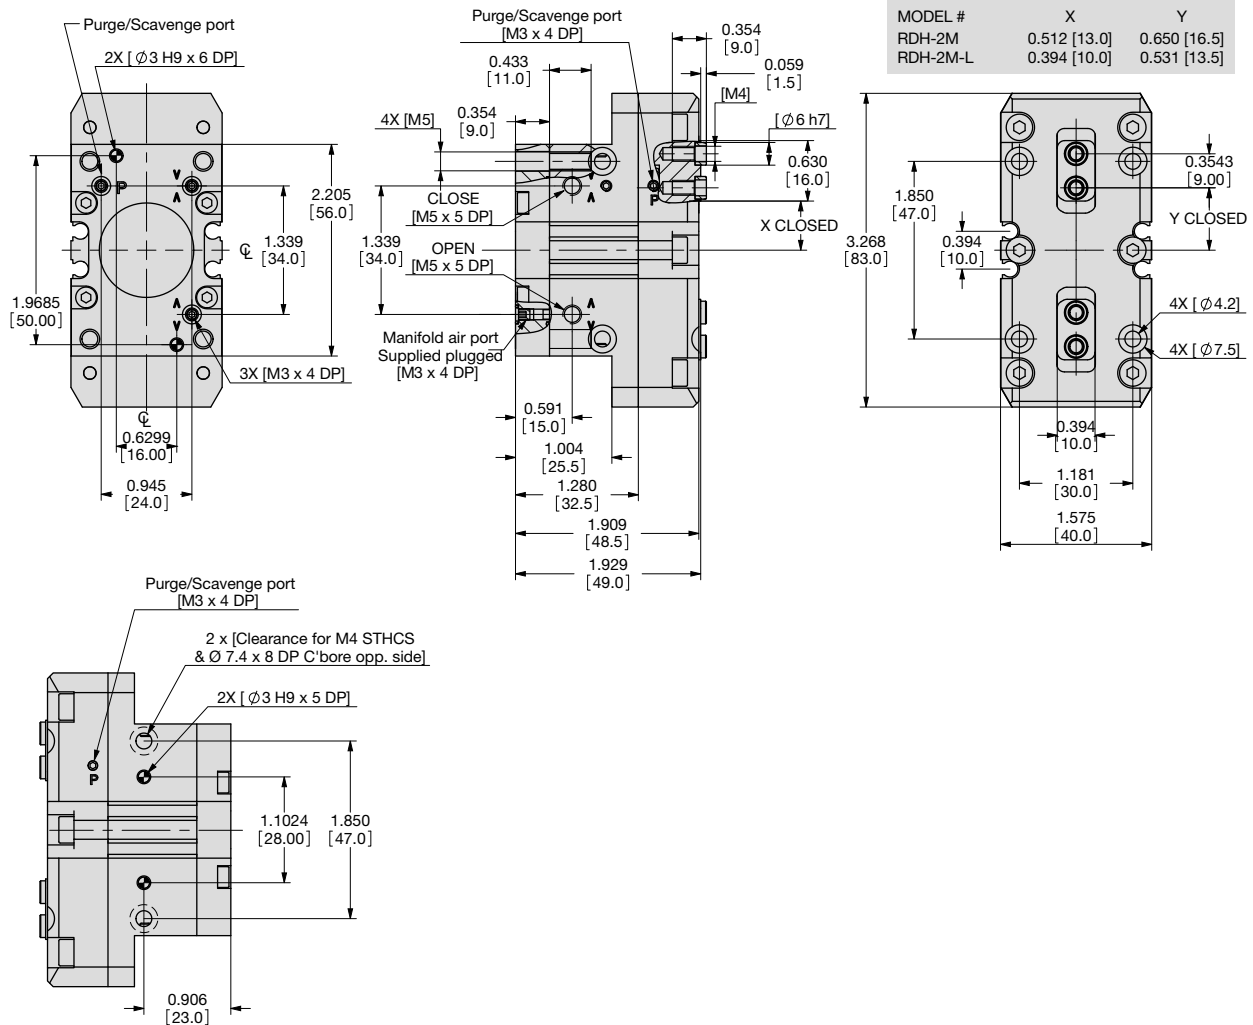 MODEL # X Y
RDH-2M 0.512 [13.0] 0.650 [16.5]
RDH-2M-L 0.394 [10.0] 0.531 [13.5]
Purge/Scavenge port
2X [ ∅3 H9 x 6 DP]
P
2.205
[56.0]
1.339
[34.0]
℄
1.9685
[50.00]
3X [M3 x 4 DP]
℄
0.6299
[16.00]
0.945
[24.0]
Purge/Scavenge port
[M3 x 4 DP]
0.354
[9.0]
0.433
[11.0]
0.059
[1.5]
[M4]
0.354
[9.0]
4X [M5]
[ ∅6 h7]
0.630
[16.0]
P
CLOSE
[M5 x 5 DP]
X CLOSED
1.339
[34.0]
OPEN
[M5 x 5 DP]
Manifold air port
Supplied plugged
[M3 x 4 DP]
0.591
[15.0]
1.004
[25.5]
1.280
[32.5]
1.909
[48.5]
1.929
[49.0]
0.3543
[9.00]
1.850
[47.0]
Y CLOSED
3.268
[83.0]
0.394
[10.0]
4X [ ∅4.2]
4X [ ∅7.5]
0.394
[10.0]
1.181
[30.0]
1.575
[40.0]
Purge/Scavenge port
[M3 x 4 DP]
2 x [Clearance for M4 STHCS
& Ø 7.4 x 8 DP C'bore opp. side]
2X [ ∅3 H9 x 5 DP]
P
1.1024
[28.00]
1.850
[47.0]
0.906
[23.0]